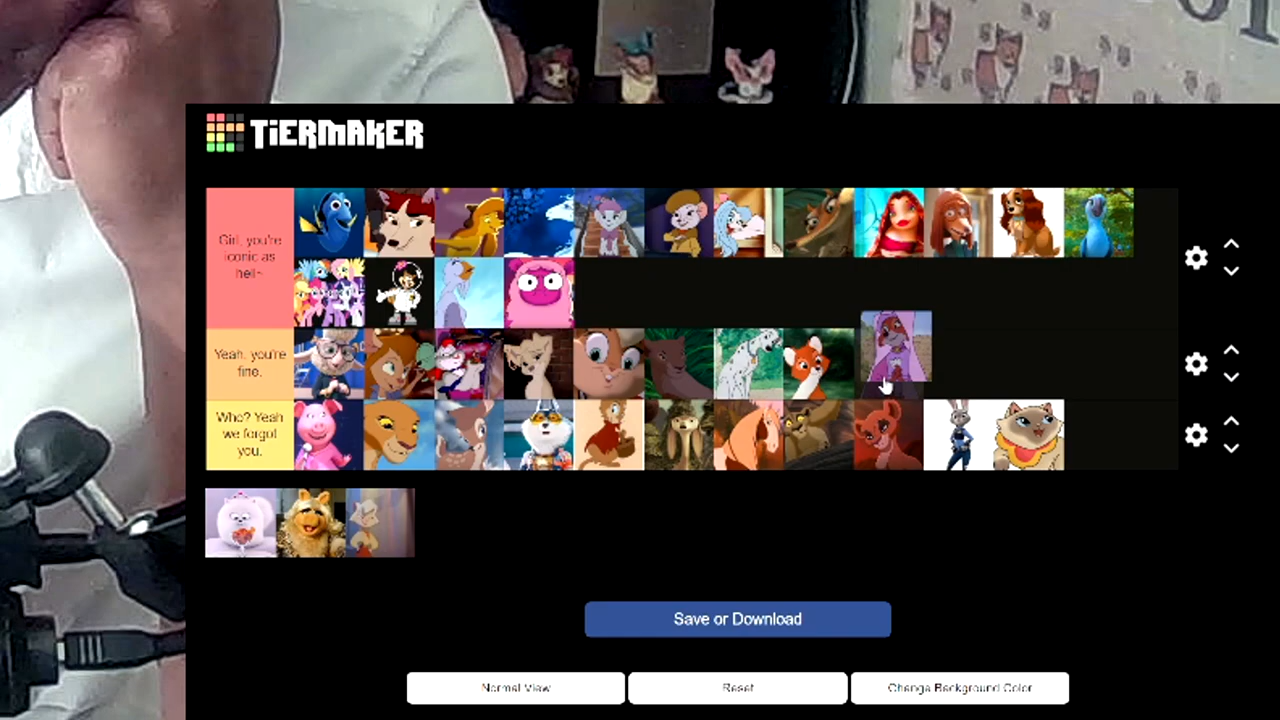 TiERMAKER
Girl, you're
iconic as
hell~
Yeah, you're
fine.
Who? Yeah
we forgot
you.
Save or Download
Normal View
Reset
Change Background Color